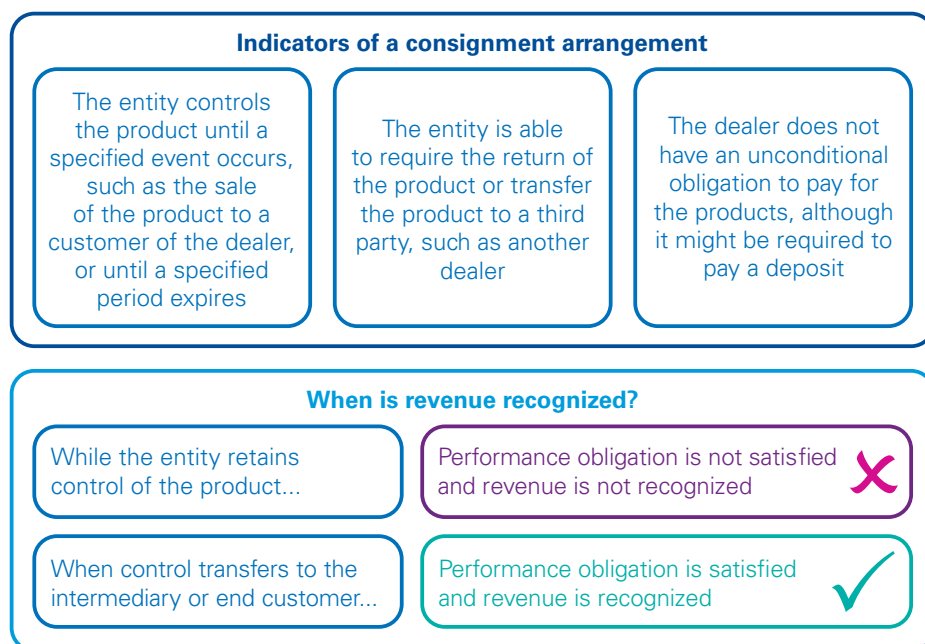 Indicators of a consignment arrangement
The entity controls
the product until a
specified event occurs,
such as the sale
of the product to a
customer of the dealer,
or until a specified
period expires
The entity is able
to require the return of
the product or transfer
the product to a third
party, such as another
dealer
The dealer does not
have an unconditional
obligation to pay for
the products, although
it might be required to
pay a deposit
When is revenue recognized?
While the entity retains
control of the product...
Performance obligation is not satisfied
and revenue is not recognized
When control transfers to the
intermediary or end customer...
Performance obligation is satisfied
and revenue is recognized